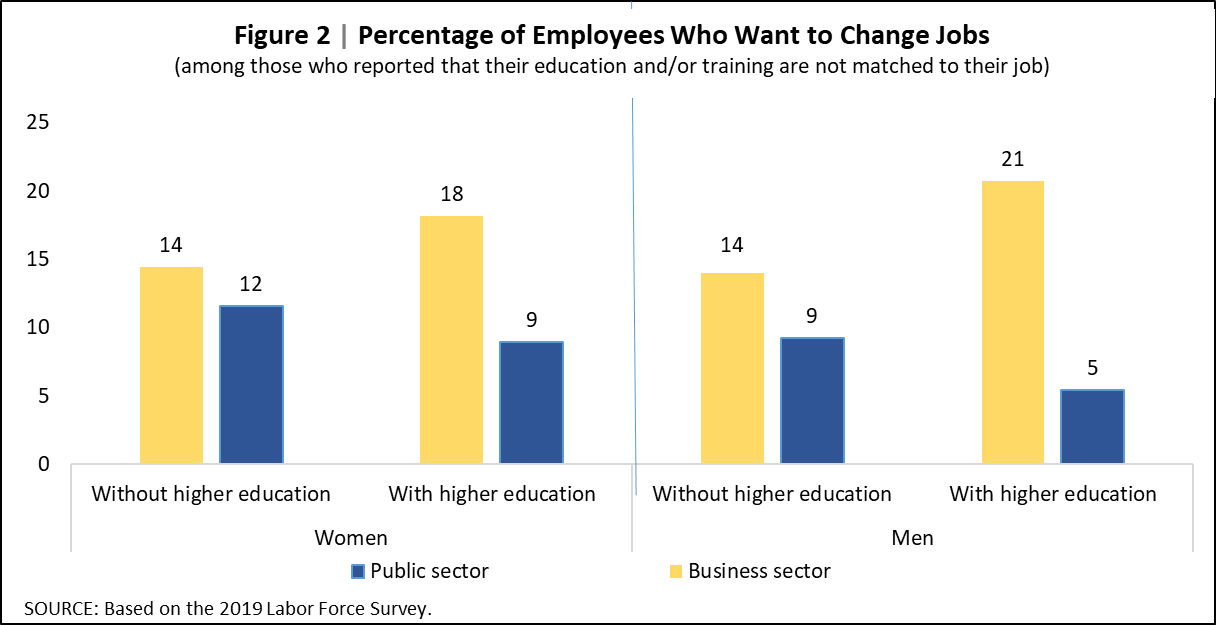 Figure 2 | Percentage of Employees Who Want to Change Jobs
(among those who reported that their education and/or training are not matched to their job)
25
20
15
10
5
0
14
12
18
9
14
9
21
5
Without higher education
With higher education
Without higher education
With higher education
Women
Men
Public sector
Business sector
SOURCE: Based on the 2019 Labor Force Survey.